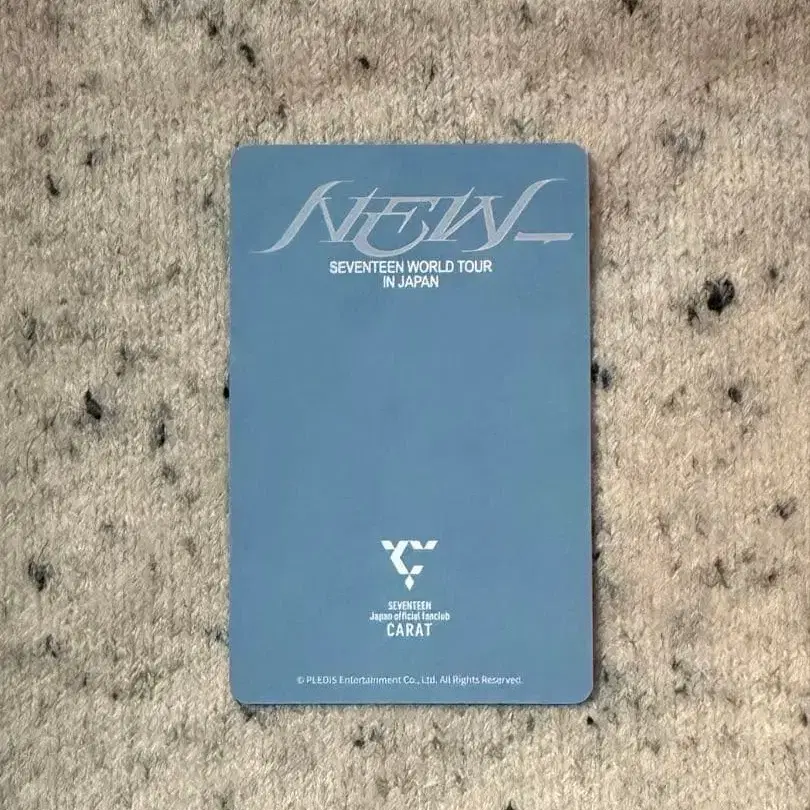 NEW_
SEVENTEEN WORLD TOUR
IN JAPAN
SEVENTEEN
Japan official fanclub
CARAT
© PLEDIS Entertainment Co., Ltd. All Rights Reserved.